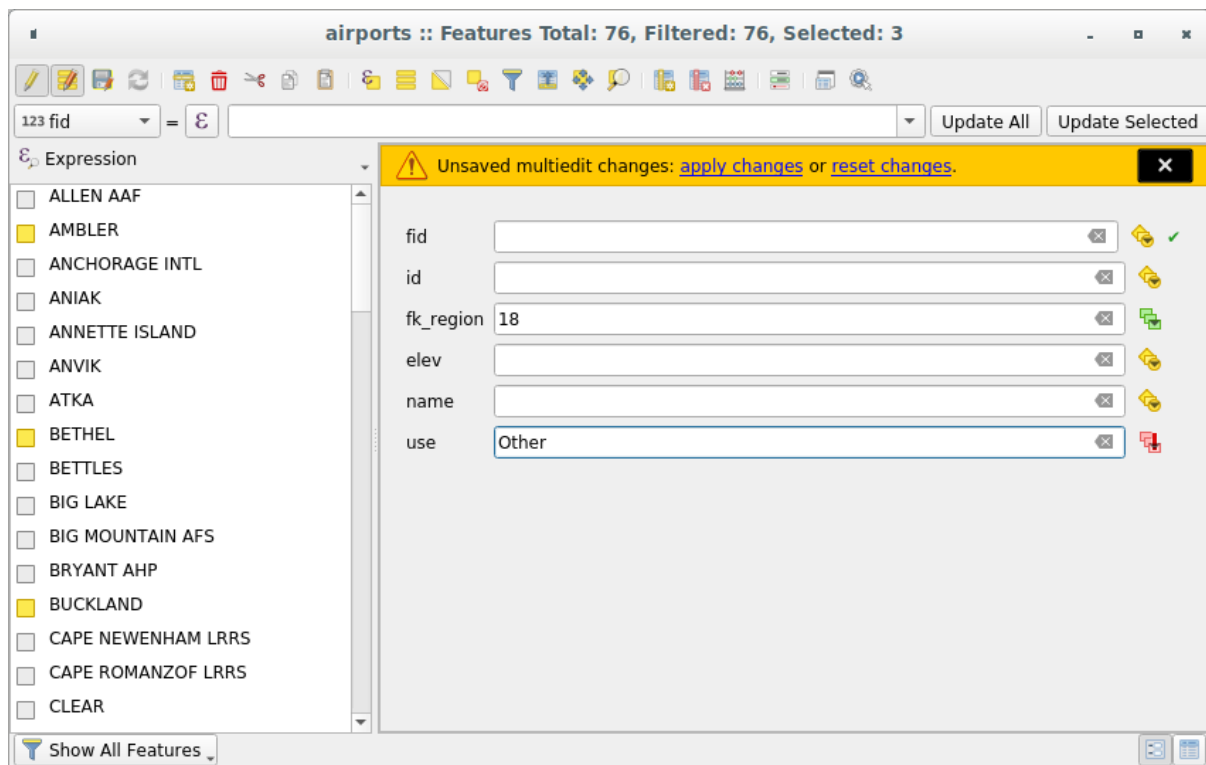 airports :: Features Total: 76, Filtered: 76, Selected: 3
123 fid = ε Update All Update Selected
Expression
Unsaved multiedit changes: apply changes or reset changes.
ALLEN AAF
AMBLER
ANCHORAGE INTL
ANIAK
ANNETTE ISLAND
ANVIK
ATKA
BETHEL
BETTLES
BIG LAKE
BIG MOUNTAIN AFS
BRYANT AHP
BUCKLAND
CAPE NEWENHAM LRRS
CAPE ROMANZOF LRRS
CLEAR
fid
id
fk_region 18
elev
name
use Other
Show All Features